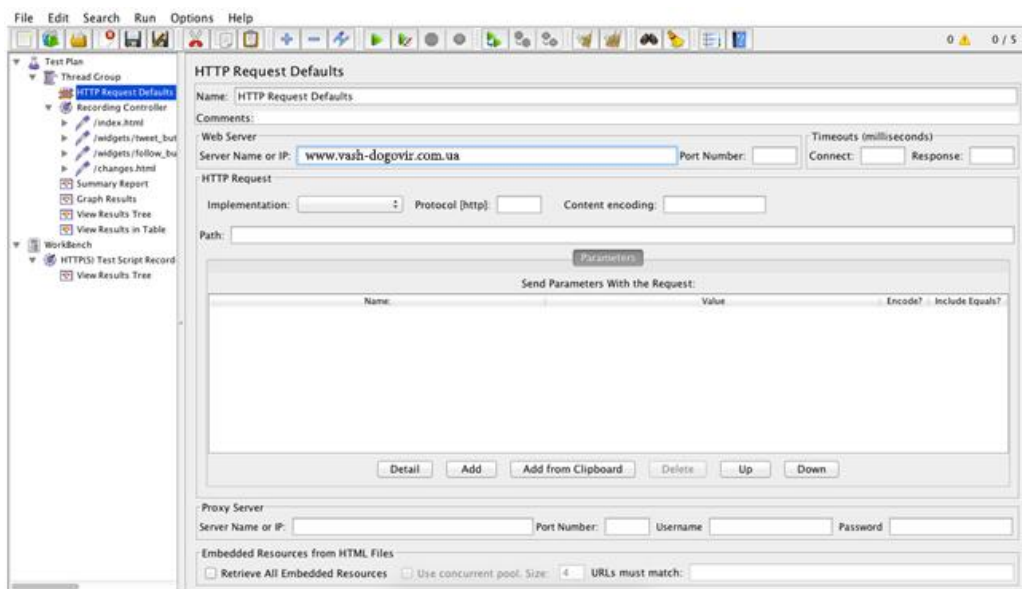 File Edit Search Run Options Help
0 0 / 5
Test Plan
Thread Group
HTTP Request Defaults
Recording Controller
/index.html
/widgets/tweet_but
/widgets/follow_bu
/changes.html
Summary Report
Graph Results
View Results Tree
View Results in Table
WorkBench
HTTP(S) Test Script Record
View Results Tree
HTTP Request Defaults
Name: HTTP Request Defaults
Comments:
Web Server
Timeouts (milliseconds)
Server Name or IP: www.vash-dogovir.com.ua Port Number: Connect: Response:
HTTP Request
Implementation: Protocol [http]: Content encoding:
Path:
Parameters
Send Parameters With the Request:
Name: Value Encode? Include Equals?
Detail Add Add from Clipboard Delete Up Down
Proxy Server
Server Name or IP: Port Number: Username Password
Embedded Resources from HTML Files
Retrieve All Embedded Resources Use concurrent pool. Size: 4 URLs must match: